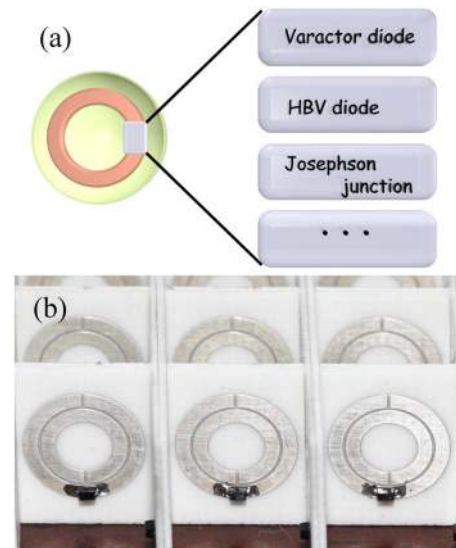 (a)
Varactor diode
HBV diode
Josephson
junction
. . .
(b)